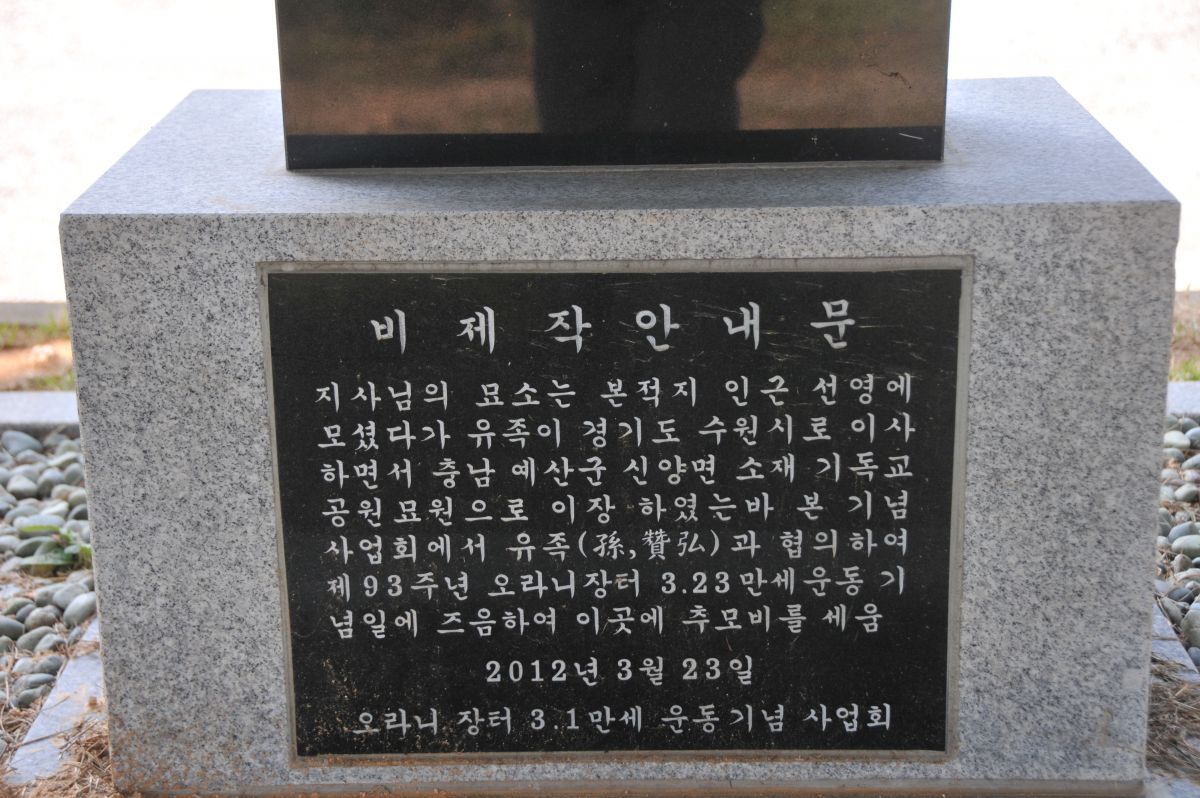 비 제 작 안 내 문
지사님의 묘소는 본적지 인근 선영에
모셨다가 유족이 경기도 수원시로 이사
하면서 충남 예산군 신양면 소재 기독교
공원묘원으로 이장 하였는바 본 기념
사업회에서 유족(孫,贊弘)과 협의하여
제93주년 오라니장터 3.23만세운동 기
념일에 즈음하여 이곳에 추모비를 세움
2012년 3월 23일
오라니 장터 3.1만세 운동기념 사업회